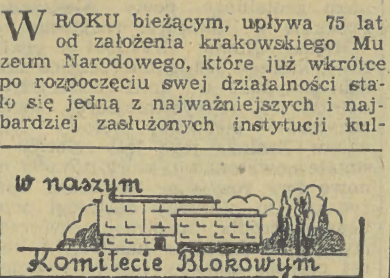 W ROKU bieżącym, upływa 75 lat
od założenia krakowskiego Mu
zeum Narodowego, które już wkrótce
po rozpoczęciu swej działalności sta-
ło się jedną z najważniejszych i naj-
bardziej zasłużonych instytucji kul-
w naszym
Komitecie Blokowym